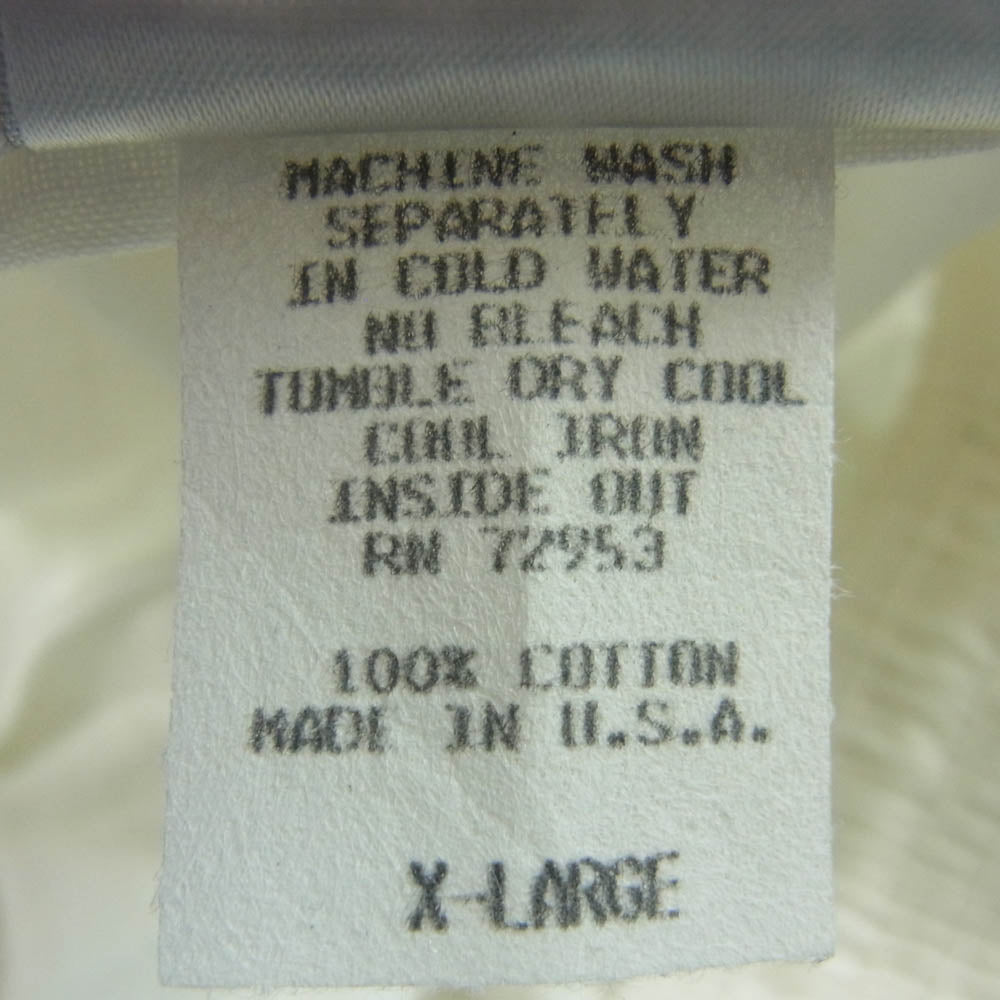 MACHINE WASH
SEPARATELY
IN COLD WATER
NO BLEACH
TUMBLE DRY COOL
COOL IRON
INSIDE OUT
RN 72953
100% COTTON
MADE IN U.S.A.
X-LARGE